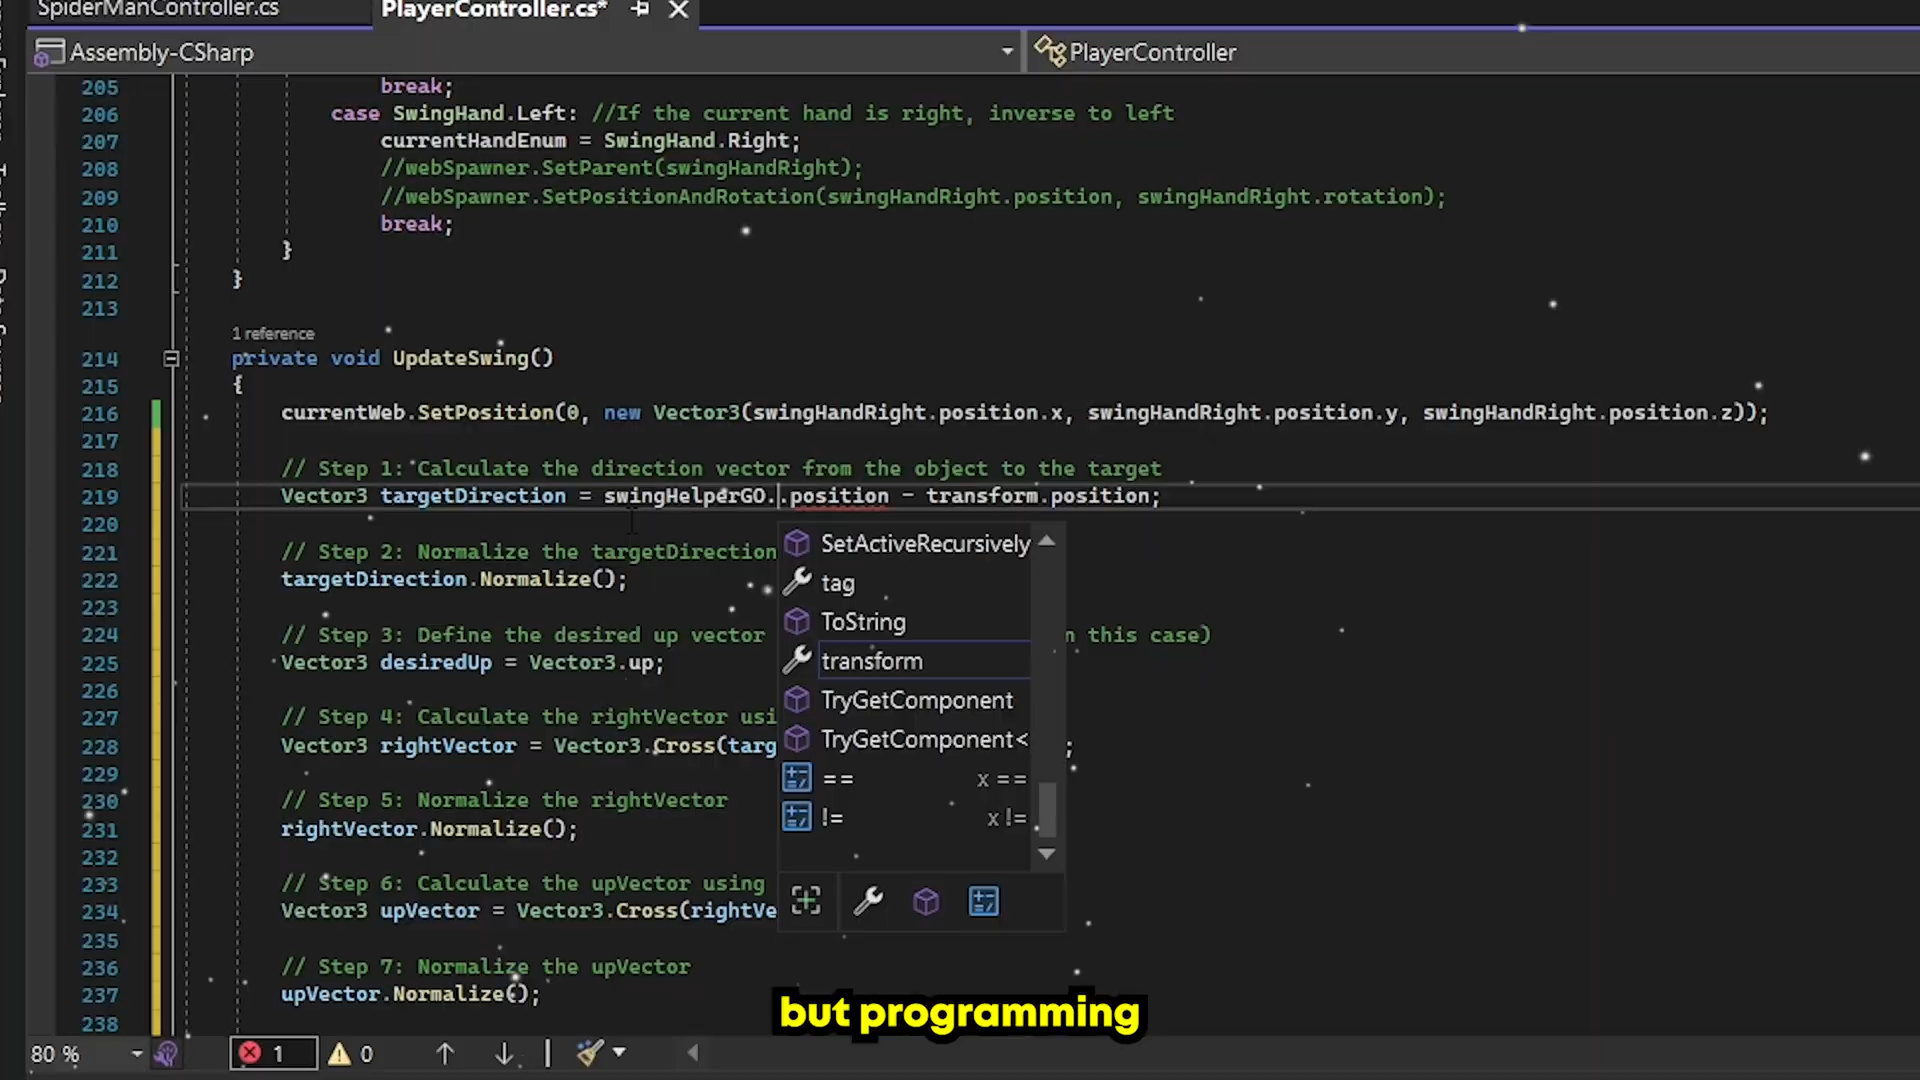 SpiderManController.cs PlayerController.cs*
Assembly-CSharp PlayerController
205 break;
206 case SwingHand.Left: //If the current hand is right, inverse to left
207 currentHandEnum = SwingHand.Right;
208 //webSpawner.SetParent(swingHandRight);
209 //webSpawner.SetPositionAndRotation(swingHandRight.position, swingHandRight.rotation);
210 break;
211 }
212 }
213
1 reference
214 private void UpdateSwing()
215 {
216 currentWeb.SetPosition(0, new Vector3(swingHandRight.position.x, swingHandRight.position.y, swingHandRight.position.z));
217
218 // Step 1: Calculate the direction vector from the object to the target
219 Vector3 targetDirection = swingHelperGO..position - transform.position;
220
221 // Step 2: Normalize the targetDirection
222 targetDirection.Normalize();
223
224 // Step 3: Define the desired up vector n this case)
225 Vector3 desiredUp = Vector3.up;
226
227 // Step 4: Calculate the rightVector usi
228 Vector3 rightVector = Vector3.Cross(targ ;
229
230 // Step 5: Normalize the rightVector
231 rightVector.Normalize();
232
233 // Step 6: Calculate the upVector using
234 Vector3 upVector = Vector3.Cross(rightVe
235
236 // Step 7: Normalize the upVector
237 upVector.Normalize();
238
SetActiveRecursively
tag
ToString
transform
TryGetComponent
TryGetComponent<
== x ==
!= x !=
but programming
80 % 1 0